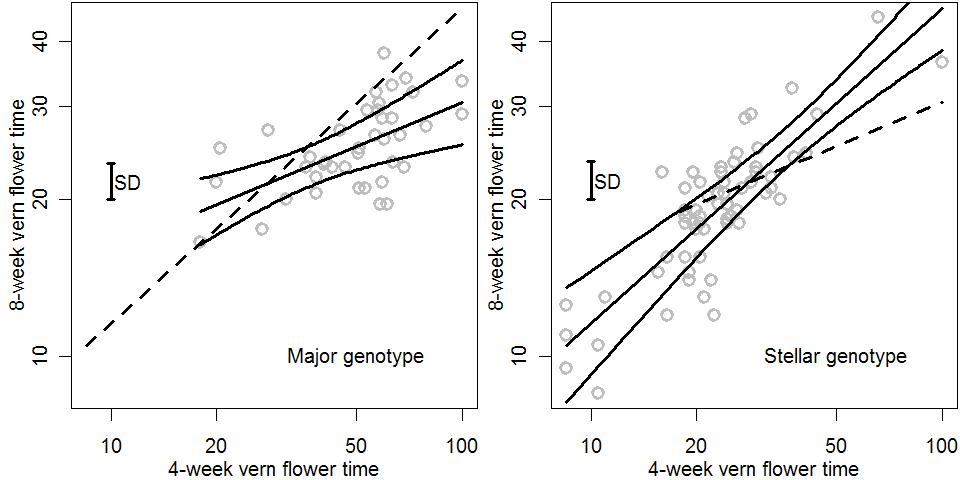 40
30
20
10
8-week vern flower time
SD
Major genotype
10 20 50 100
4-week vern flower time
40
30
20
10
8-week vern flower time
SD
Stellar genotype
10 20 50 100
4-week vern flower time